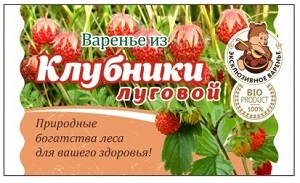 Варенье из
Клубники
луговой
Природные
богатства леса
для вашего здоровья!
ЭКСКЛЮЗИВНОЕ ВАРЕНЬЕ
BIO
PRODUCT
100%